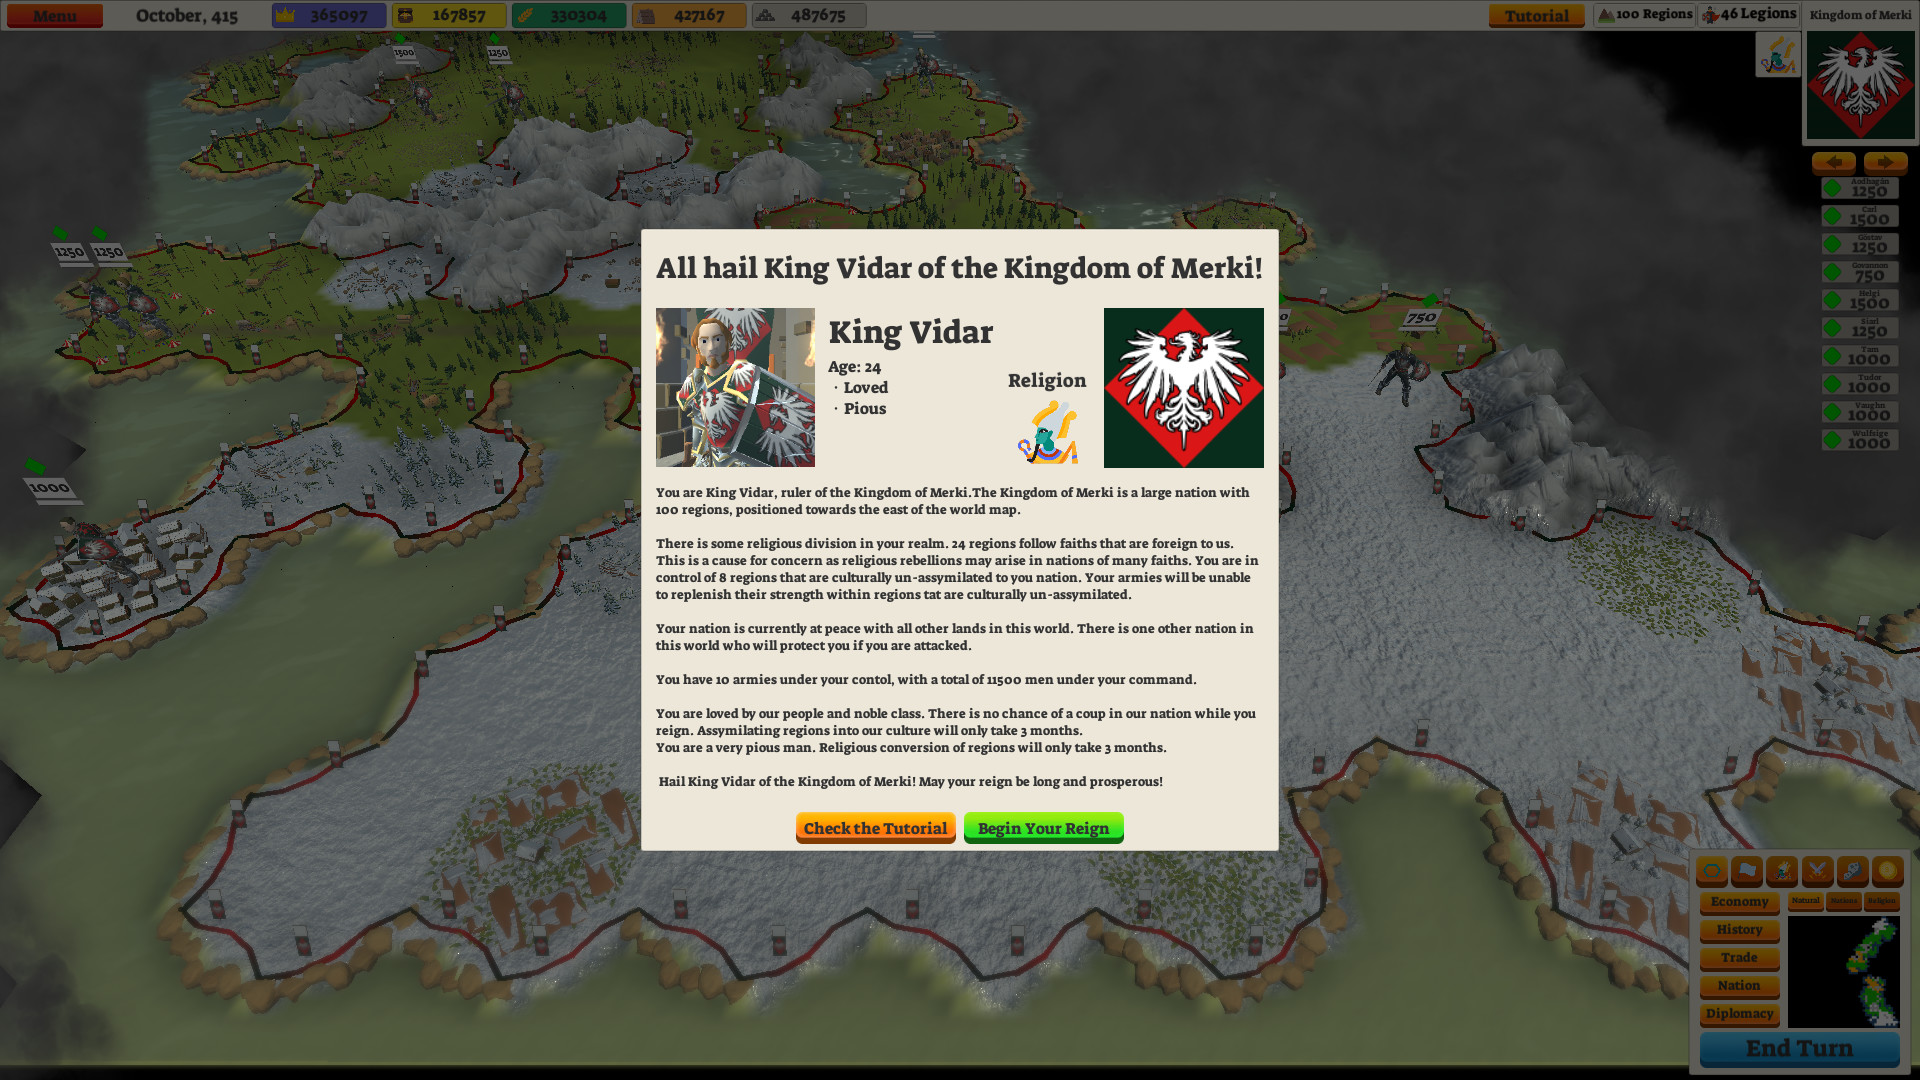 Menu
October, 415
365097
167857
330304
427167
487675
Tutorial
100 Regions
46 Legions
Kingdom of Merki
1500
1250
1250
1250
1000
750
Aodhagán
1250
Carl
1500
1250
Govannon
750
Helgi
1500
1250
Tam
1000
Tudor
1000
Vaughn
1000
Wulfsige
1000
All hail King Vidar of the Kingdom of Merki!
King Vidar
Age: 24
· Loved
· Pious
Religion
You are King Vidar, ruler of the Kingdom of Merki.The Kingdom of Merki is a large nation with
100 regions, positioned towards the east of the world map.
There is some religious division in your realm. 24 regions follow faiths that are foreign to us.
This is a cause for concern as religious rebellions may arise in nations of many faiths. You are in
control of 8 regions that are culturally un-assymilated to you nation. Your armies will be unable
to replenish their strength within regions tat are culturally un-assymilated.
Your nation is currently at peace with all other lands in this world. There is one other nation in
this world who will protect you if you are attacked.
You have 10 armies under your contol, with a total of 11500 men under your command.
You are loved by our people and noble class. There is no chance of a coup in our nation while you
reign. Assymilating regions into our culture will only take 3 months.
You are a very pious man. Religious conversion of regions will only take 3 months.
Hail King Vidar of the Kingdom of Merki! May your reign be long and prosperous!
Check the Tutorial
Begin Your Reign
Economy
History
Trade
Nation
Diplomacy
Natural
Nations
Religion
End Turn